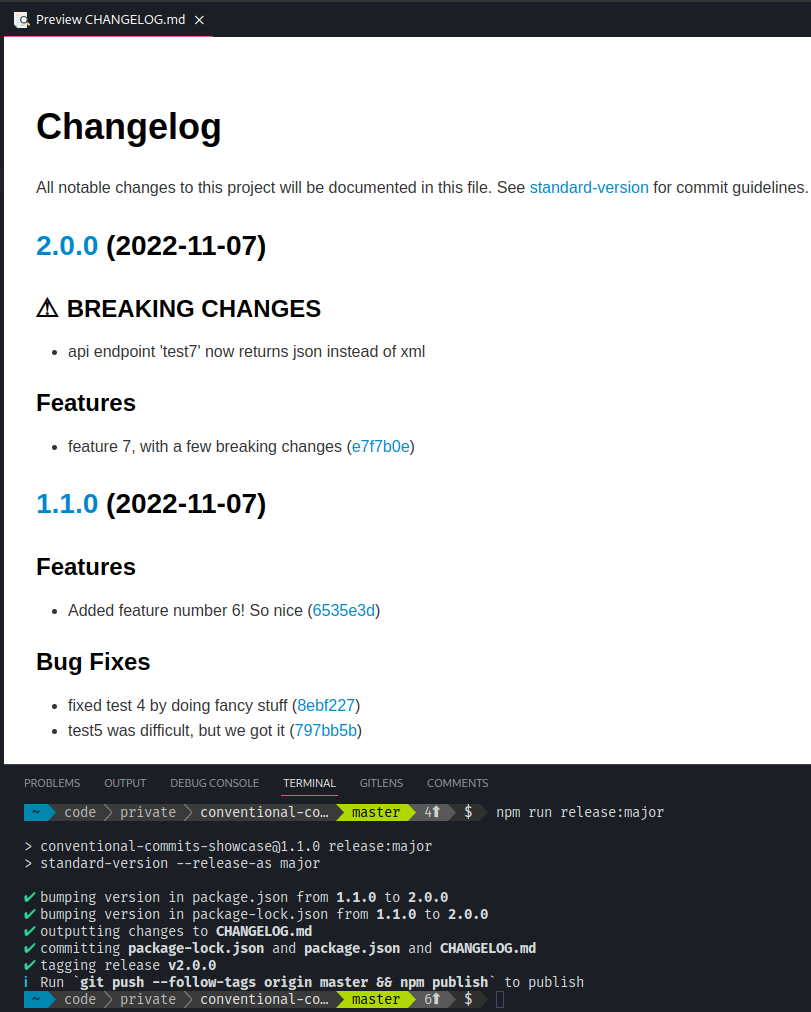 Preview CHANGELOG.md ×
Changelog
All notable changes to this project will be documented in this file. See standard-version for commit guidelines.
2.0.0 (2022-11-07)
⚠ BREAKING CHANGES
• api endpoint 'test7' now returns json instead of xml
Features
• feature 7, with a few breaking changes (e7f7b0e)
1.1.0 (2022-11-07)
Features
• Added feature number 6! So nice (6535e3d)
Bug Fixes
• fixed test 4 by doing fancy stuff (8ebf227)
• test5 was difficult, but we got it (797bb5b)
PROBLEMS OUTPUT DEBUG CONSOLE TERMINAL GITLENS COMMENTS
~ code private conventional-co… master 4⬆ $ npm run release:major
> conventional-commits-showcase@1.1.0 release:major
> standard-version --release-as major
✔ bumping version in package.json from 1.1.0 to 2.0.0
✔ bumping version in package-lock.json from 1.1.0 to 2.0.0
✔ outputting changes to CHANGELOG.md
✔ committing package-lock.json and package.json and CHANGELOG.md
✔ tagging release v2.0.0
i Run `git push --follow-tags origin master && npm publish` to publish
~ code private conventional-co… master 6⬆ $